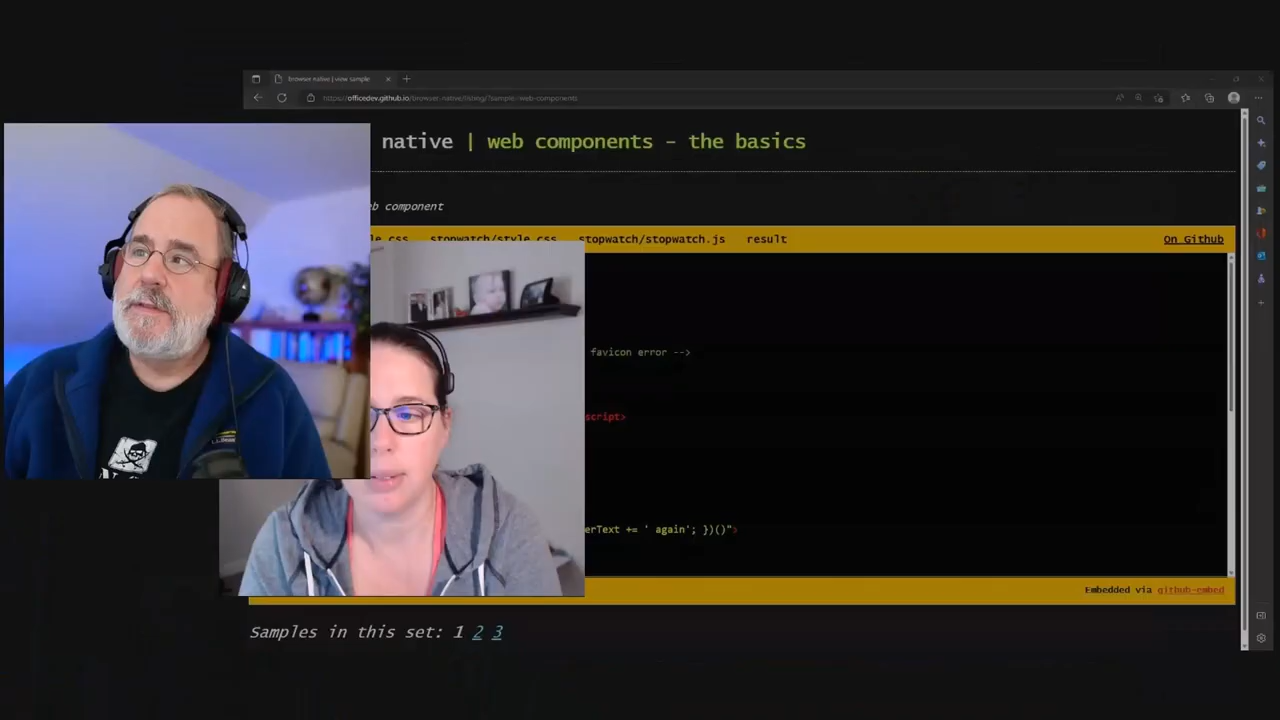 browser native | view sample
https://officedev.github.io/browser-native/litting/?sample=web-components
native | web components - the basics
eb component
le.css stopwatch/style.css stopwatch/stopwatch.js result On Github
favicon error -->
script>
erText += ' again'; })()">
Embedded via github-embed
Samples in this set: 1 2 3
L.L.Bean